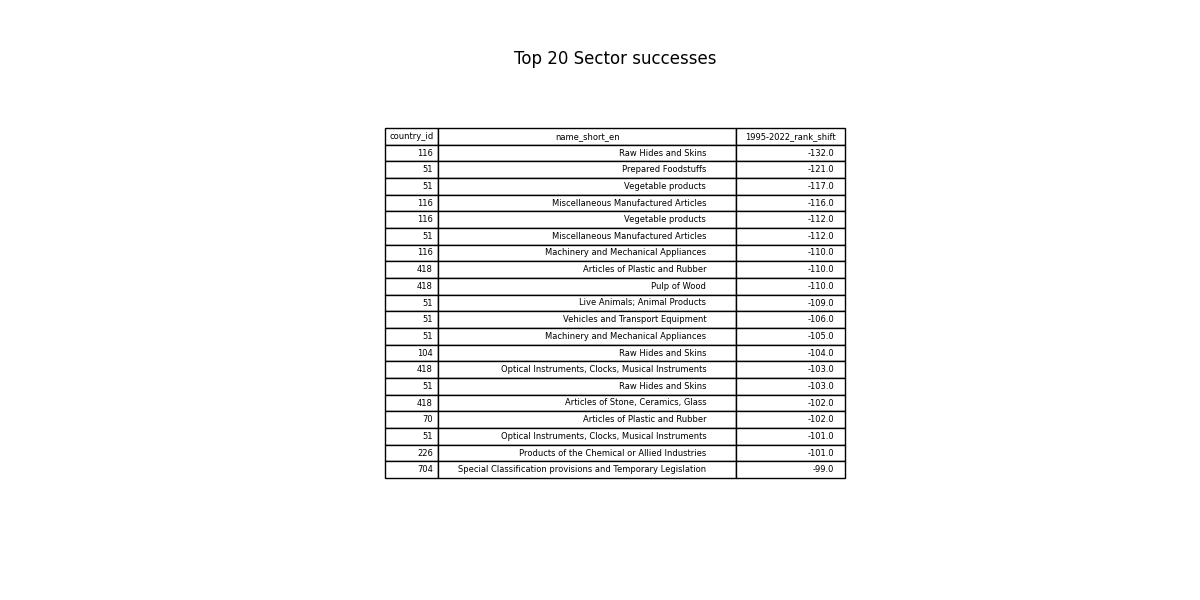 Top 20 Sector successes
country_id name_short_en 1995-2022_rank_shift
116 Raw Hides and Skins -132.0
51 Prepared Foodstuffs -121.0
51 Vegetable products -117.0
116 Miscellaneous Manufactured Articles -116.0
116 Vegetable products -112.0
51 Miscellaneous Manufactured Articles -112.0
116 Machinery and Mechanical Appliances -110.0
418 Articles of Plastic and Rubber -110.0
418 Pulp of Wood -110.0
51 Live Animals; Animal Products -109.0
51 Vehicles and Transport Equipment -106.0
51 Machinery and Mechanical Appliances -105.0
104 Raw Hides and Skins -104.0
418 Optical Instruments, Clocks, Musical Instruments -103.0
51 Raw Hides and Skins -103.0
418 Articles of Stone, Ceramics, Glass -102.0
70 Articles of Plastic and Rubber -102.0
51 Optical Instruments, Clocks, Musical Instruments -101.0
226 Products of the Chemical or Allied Industries -101.0
704 Special Classification provisions and Temporary Legislation -99.0